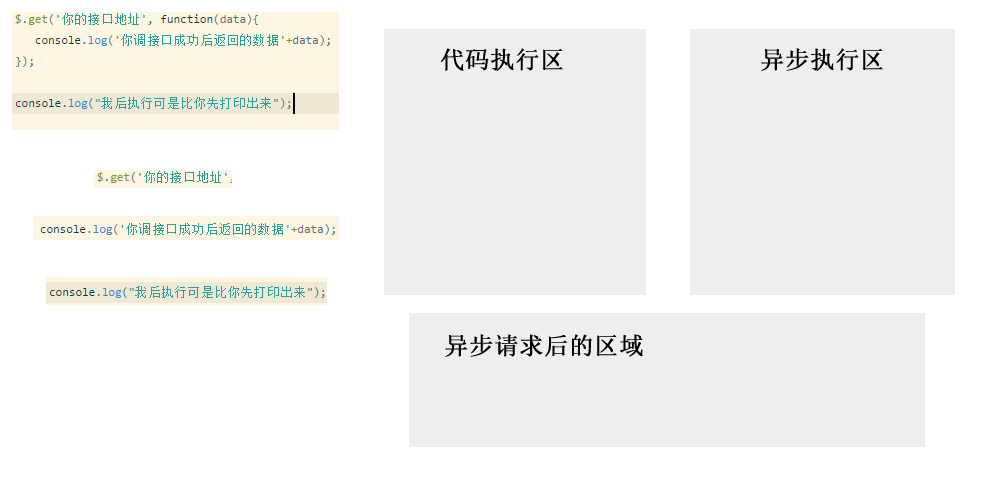 $.get('你的接口地址', function(data){
console.log('你调接口成功后返回的数据'+data);
});
console.log("我后执行可是比你先打印出来");
$.get('你的接口地址',
console.log('你调接口成功后返回的数据'+data);
console.log("我后执行可是比你先打印出来");
代码执行区
异步执行区
异步请求后的区域